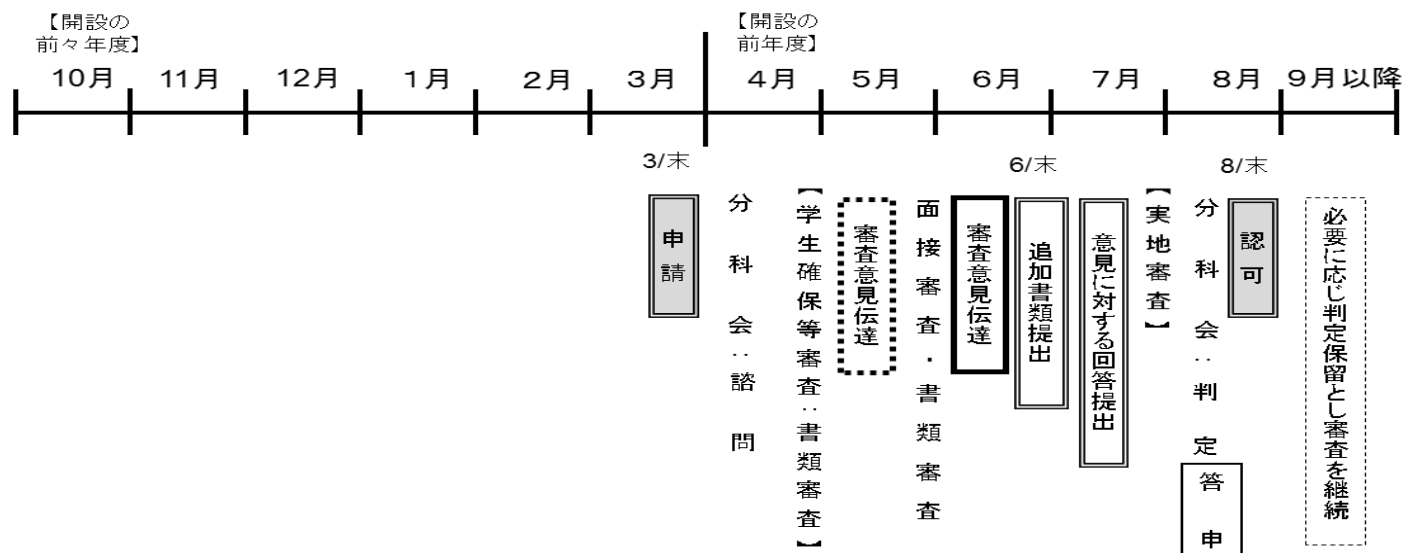 【開設の
前々年度】
【開設の
前年度】
10月 11月 12月 1月 2月 3月 4月 5月 6月 7月 8月 9月以降
3/末
6/末
8/末
申請
分科会:諮問
【学生確保等審査:書類審査】
審査意見伝達
面接審査・書類審査
審査意見伝達
追加書類提出
意見に対する回答提出
【実地審査】
分科会:判定
答申
認可
必要に応じ判定保留とし審査を継続